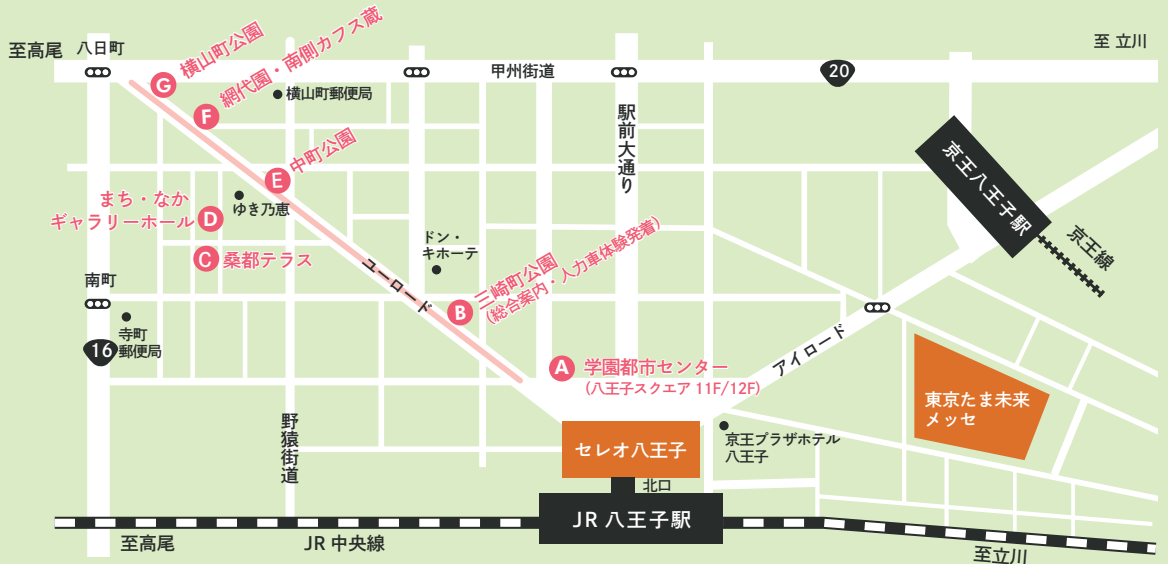 至高尾
八日町
G 横山町公園
F 網代園・南側カフス蔵
横山町郵便局
甲州街道
20
至 立川
駅前大通り
E 中町公園
京王八王子駅
京王線
まち・なか
ギャラリーホール D
ゆき乃恵
C 桑都テラス
ドン・
キホーテ
ユーロード
B 三崎町公園
(総合案内・人力車体験発着)
南町
寺町
郵便局
16
A 学園都市センター
(八王子スクエア 11F/12F)
アイロード
東京たま未来
メッセ
野猿街道
セレオ八王子
京王プラザホテル
八王子
北口
JR 八王子駅
至高尾
JR 中央線
至立川